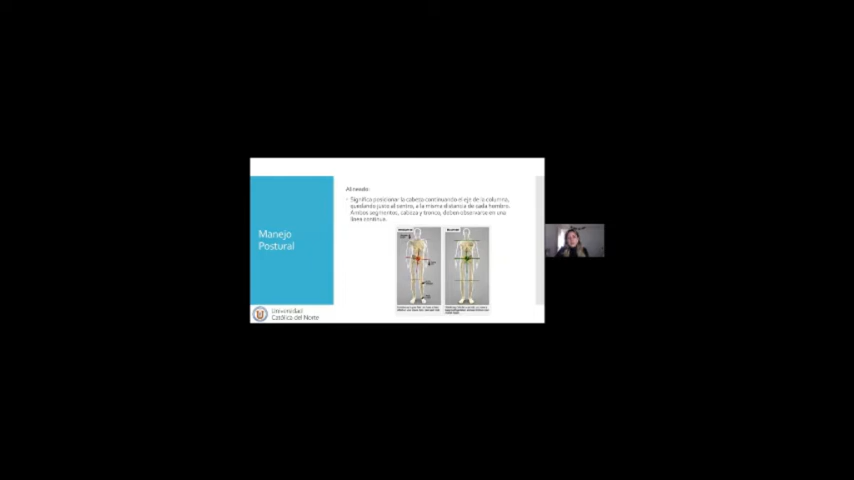 Manejo
Postural
Alineado:
Significa posicionar la cabeza continuando el eje de la columna,
quedando justo al centro, a la misma distancia de cada hombro.
Ambos segmentos, cabeza y tronco, deben observarse en una
línea continua.
Universidad
Católica del Norte